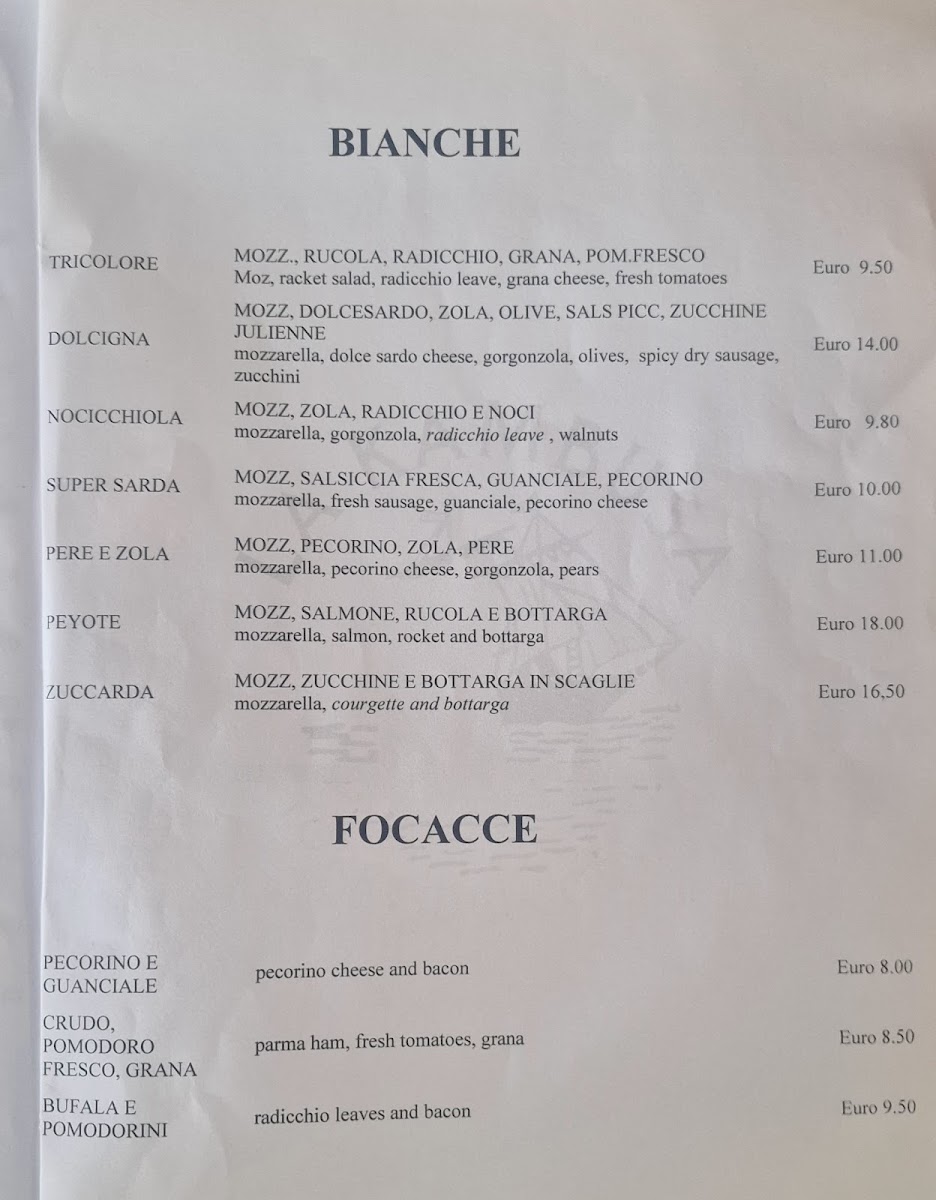 BIANCHE
TRICOLORE
MOZZ., RUCOLA, RADICCHIO, GRANA, POM.FRESCO
Moz, racket salad, radicchio leave, grana cheese, fresh tomatoes
Euro 9.50
DOLCIGNA
MOZZ, DOLCESARDO, ZOLA, OLIVE, SALS PICC, ZUCCHINE
JULIENNE
mozzarella, dolce sardo cheese, gorgonzola, olives, spicy dry sausage,
zucchini
Euro 14.00
NOCICCHIOLA
MOZZ, ZOLA, RADICCHIO E NOCI
mozzarella, gorgonzola, radicchio leave , walnuts
Euro 9.80
SUPER SARDA
MOZZ, SALSICCIA FRESCA, GUANCIALE, PECORINO
mozzarella, fresh sausage, guanciale, pecorino cheese
Euro 10.00
PERE E ZOLA
MOZZ, PECORINO, ZOLA, PERE
mozzarella, pecorino cheese, gorgonzola, pears
Euro 11.00
PEYOTE
MOZZ, SALMONE, RUCOLA E BOTTARGA
mozzarella, salmon, rocket and bottarga
Euro 18.00
ZUCCARDA
MOZZ, ZUCCHINE E BOTTARGA IN SCAGLIE
mozzarella, courgette and bottarga
Euro 16,50
FOCACCE
PECORINO E
GUANCIALE
pecorino cheese and bacon
Euro 8.00
CRUDO,
POMODORO
FRESCO, GRANA
parma ham, fresh tomatoes, grana
Euro 8.50
BUFALA E
POMODORINI
radicchio leaves and bacon
Euro 9.50